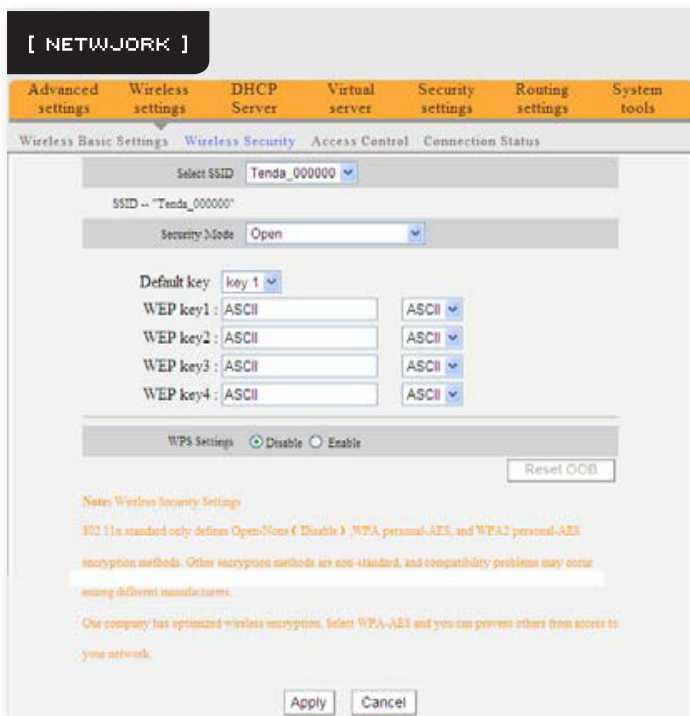 [ NETWJORK ]
Advanced settings Wireless settings DHCP Server Virtual server Security settings Routing settings System tools
Wireless Basic Settings Wireless Security Access Control Connection Status
Select SSID Tenda_000000
SSID -- "Tenda_000000"
Security Mode Open
Default key key 1
WEP key1 : ASCII ASCII
WEP key2 : ASCII ASCII
WEP key3 : ASCII ASCII
WEP key4 : ASCII ASCII
WPS Settings Disable Enable
Reset OOB
Note: Wireless Security Settings
802.11n standard only defines Open-None ( Disable ) ,WPA personal-AES, and WPA2 personal-AES
encryption methods. Other encryption methods are non-standard, and compatibility problems may occur
among different manufacturers.
Our company has optimized wireless encryption. Select WPA-AES and you can prevent others from access to
your network.
Apply Cancel